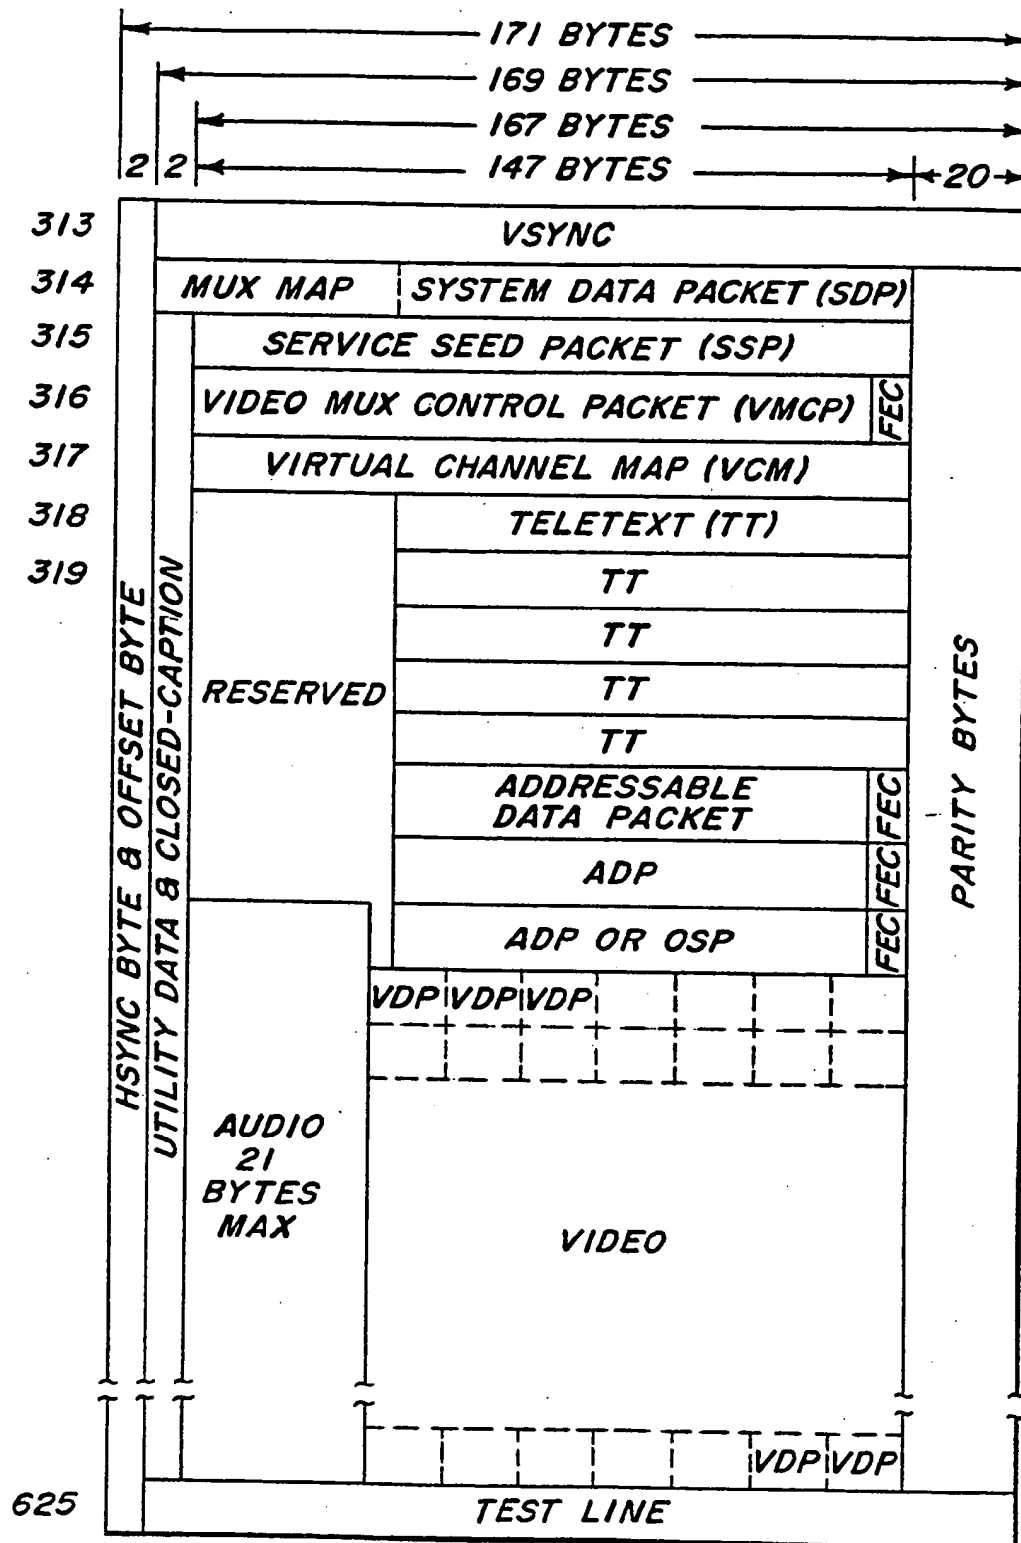 171 BYTES
169 BYTES
167 BYTES
2 2 147 BYTES 20
313 VSYNC
314 MUX MAP SYSTEM DATA PACKET (SDP)
315 SERVICE SEED PACKET (SSP)
316 VIDEO MUX CONTROL PACKET (VMCP) FEC
317 VIRTUAL CHANNEL MAP (VCM)
318 TELETEXT (TT)
319 TT
TT
TT
TT
RESERVED
HSYNC BYTE & OFFSET BYTE
UTILITY DATA & CLOSED-CAPTION
PARITY BYTES
ADDRESSABLE
DATA PACKET FEC
ADP FEC
ADP OR OSP FEC
VDP VDP VDP
AUDIO
21
BYTES
MAX
VIDEO
VDP VDP
625 TEST LINE